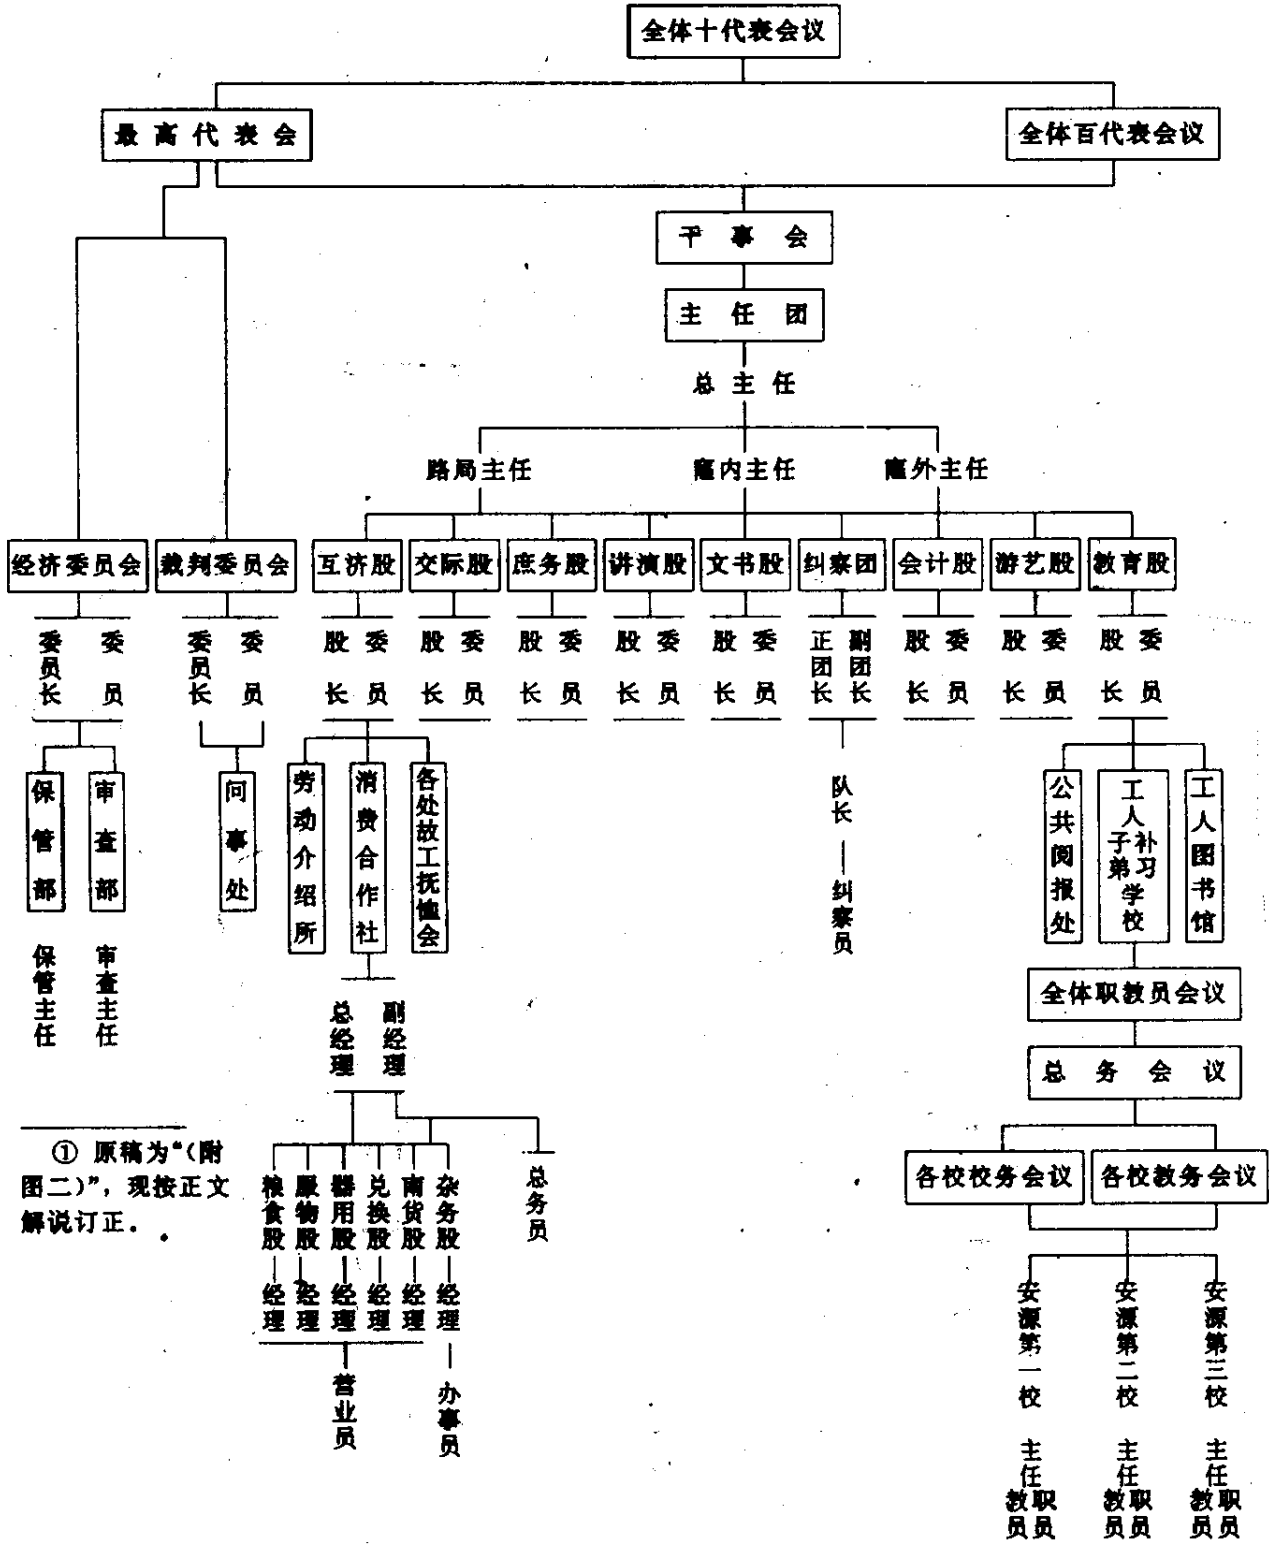 全体十代表会议
最高代表会
全体百代表会议
干事会
主任团
总主任
路局主任
窿内主任
窿外主任
经济委员会
裁判委员会
互济股
交际股
庶务股
讲演股
文书股
纠察团
会计股
游艺股
教育股
委员长
委员
委员长
委员
股长
委员
股长
委员
股长
委员
股长
委员
股长
委员
正团长
副团长
股长
委员
股长
委员
股长
委员
保管部
审查部
问事处
劳动介绍所
消费合作社
各处故工抚恤会
队长
纠察员
公共阅报处
工人
子弟
补习
学校
工人图书馆
保管主任
审查主任
全体职教员会议
总务会议
总经理
副经理
各校校务会议
各校教务会议
粮食股
服物股
器用股
兑换股
南货股
杂务股
总务员
经理
经理
经理
经理
经理
经理
营业员
办事员
安源第一校
安源第二校
安源第三校
主任
主任
主任
教员
职员
教员
职员
教员
职员
① 原稿为“（附
图二）”，现按正文
解说订正。